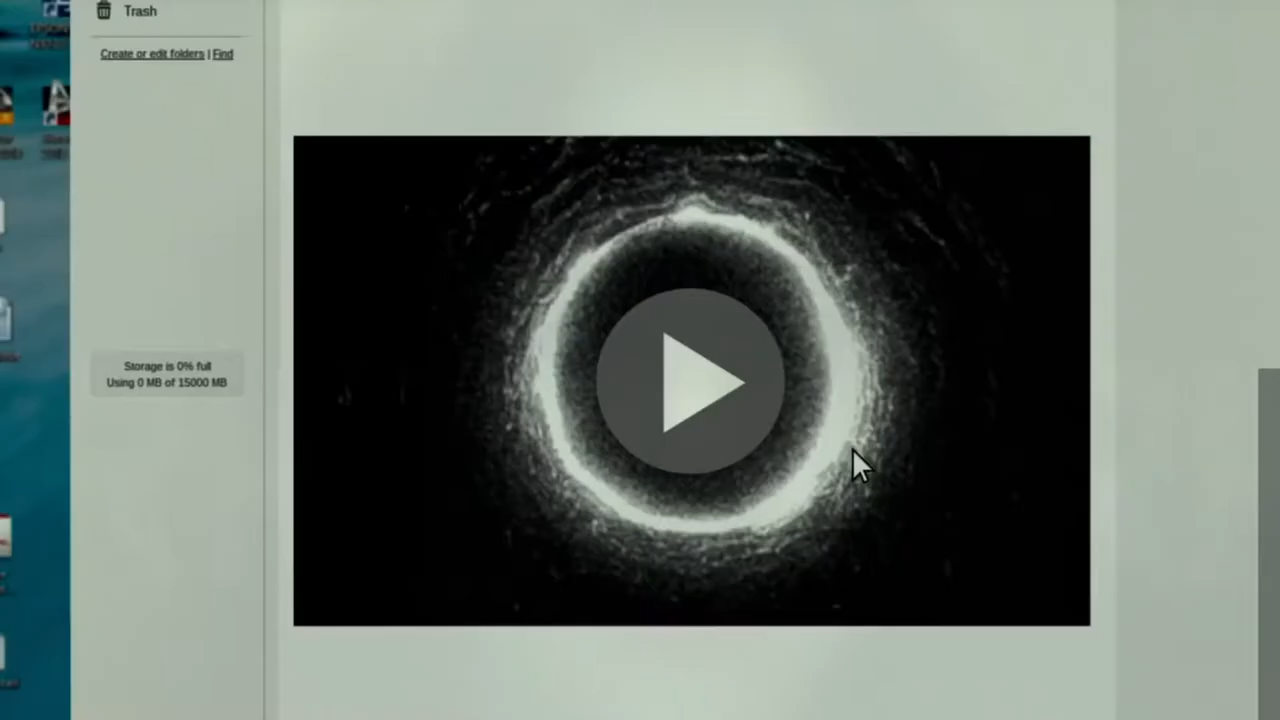 Trash
Create or edit folders | Find
Storage is 0% full
Using 0 MB of 15000 MB